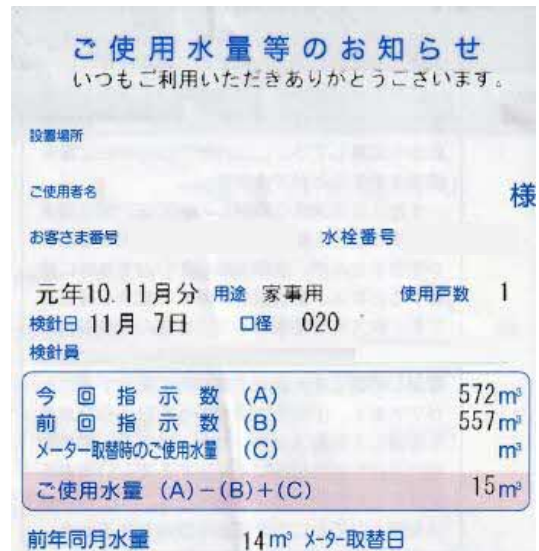 ご使用水量等のお知らせ
いつもご利用いただきありがとうございます。
設置場所
ご使用者名 様
お客さま番号 水栓番号
元年10.11月分 用途 家事用 使用戸数 1
検針日 11月 7日 口径 020
検針員
今回指示数 (A) 572m³
前回指示数 (B) 557m³
メーター取替時のご使用水量 (C) m³
ご使用水量 (A)-(B)+(C) 15m³
前年同月水量 14m³ メーター取替日